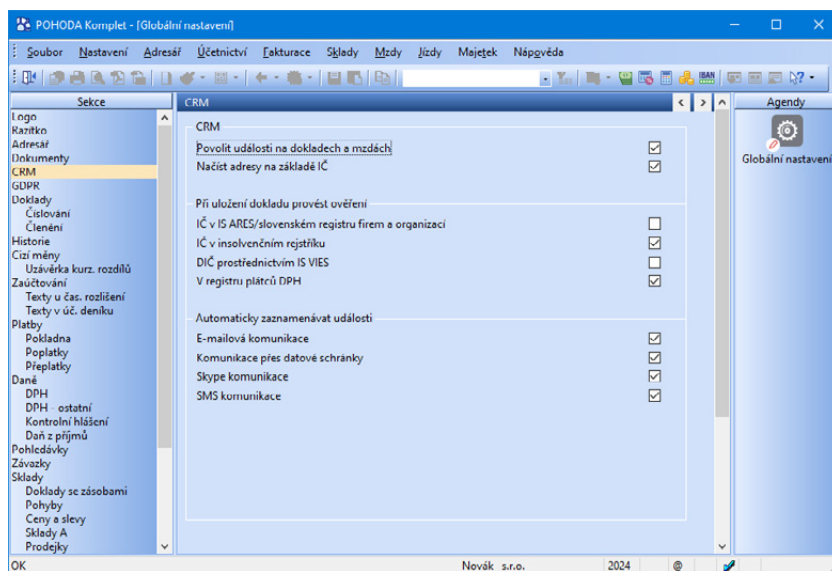 POHODA Komplet - [Globální nastavení]
Soubor Nastavení Adresář Účetnictví Fakturace Sklady Mzdy Jízdy Majetek Nápověda
IBAN
Sekce
Logo
Razítko
Adresář
Dokumenty
CRM
GDPR
Doklady
Číslování
Členění
Historie
Cizí měny
Uzávěrka kurz. rozdílů
Zaúčtování
Texty u čas. rozlišení
Texty v úč. deníku
Platby
Pokladna
Poplatky
Přeplatky
Daně
DPH
DPH - ostatní
Kontrolní hlášení
Daň z příjmů
Pohledávky
Závazky
Sklady
Doklady se zásobami
Pohyby
Ceny a slevy
Sklady A
Prodejky
CRM
CRM
Povolit události na dokladech a mzdách
Načíst adresy na základě IČ
Při uložení dokladu provést ověření
IČ v IS ARES/slovenském registru firem a organizací
IČ v insolvenčním rejstříku
DIČ prostřednictvím IS VIES
V registru plátců DPH
Automaticky zaznamenávat události
E-mailová komunikace
Komunikace přes datové schránky
Skype komunikace
SMS komunikace
Agendy
Globální nastavení
OK Novák s.r.o. 2024 @